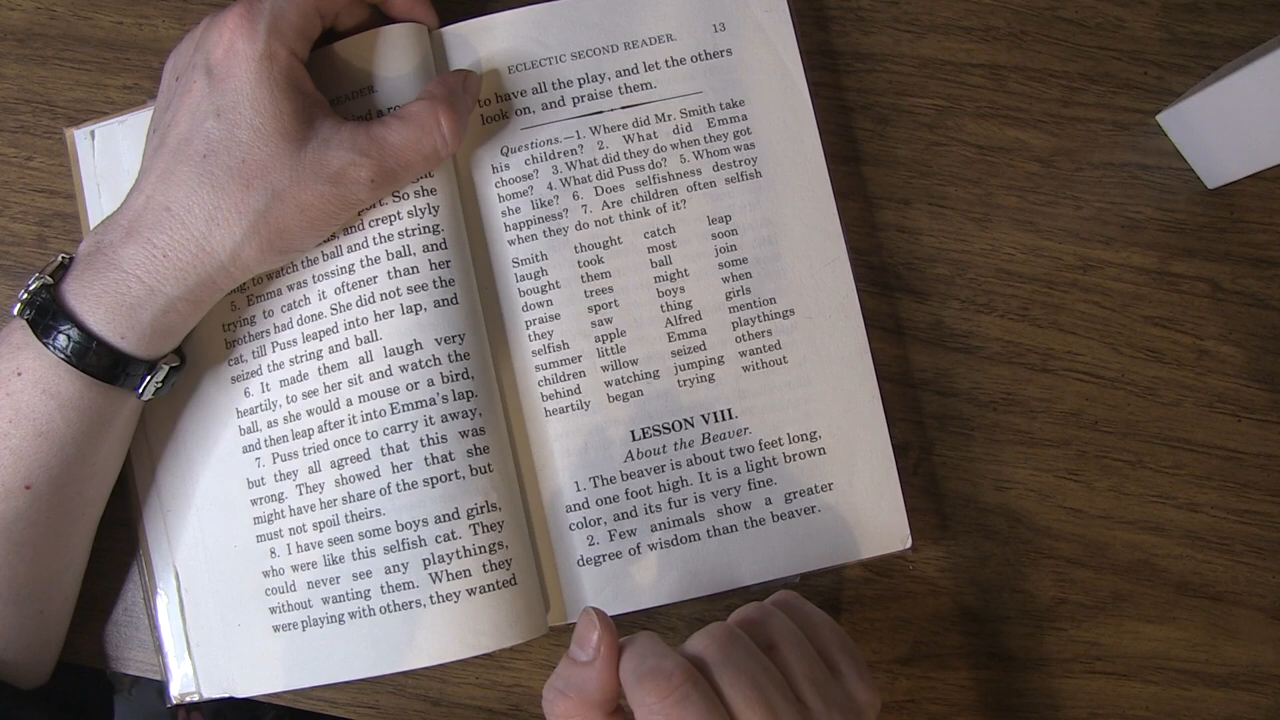 READER.
port. So she
and crept slyly
to watch the ball and the string.
5. Emma was tossing the ball, and
trying to catch it oftener than her
brothers had done. She did not see the
cat, till Puss leaped into her lap, and
seized the string and ball.
6. It made them all laugh very
heartily, to see her sit and watch the
ball, as she would a mouse or a bird,
and then leap after it into Emma's lap.
7. Puss tried once to carry it away,
but they all agreed that this was
wrong. They showed her that she
might have her share of the sport, but
must not spoil theirs.
8. I have seen some boys and girls,
who were like this selfish cat. They
could never see any playthings,
without wanting them. When they
were playing with others, they wanted
ECLECTIC SECOND READER. 13
to have all the play, and let the others
look on, and praise them.
Questions.—1. Where did Mr. Smith take
his children? 2. What did Emma
choose? 3. What did they do when they got
home? 4. What did Puss do? 5. Whom was
she like? 6. Does selfishness destroy
happiness? 7. Are children often selfish
when they do not think of it?
Smith thought catch leap
laugh took most soon
bought them ball join
down trees might some
praise sport boys when
they saw thing girls
selfish apple Alfred mention
summer little Emma playthings
children willow seized others
behind watching jumping wanted
heartily began trying without
LESSON VIII.
About the Beaver.
1. The beaver is about two feet long,
and one foot high. It is a light brown
color, and its fur is very fine.
2. Few animals show a greater
degree of wisdom than the beaver.